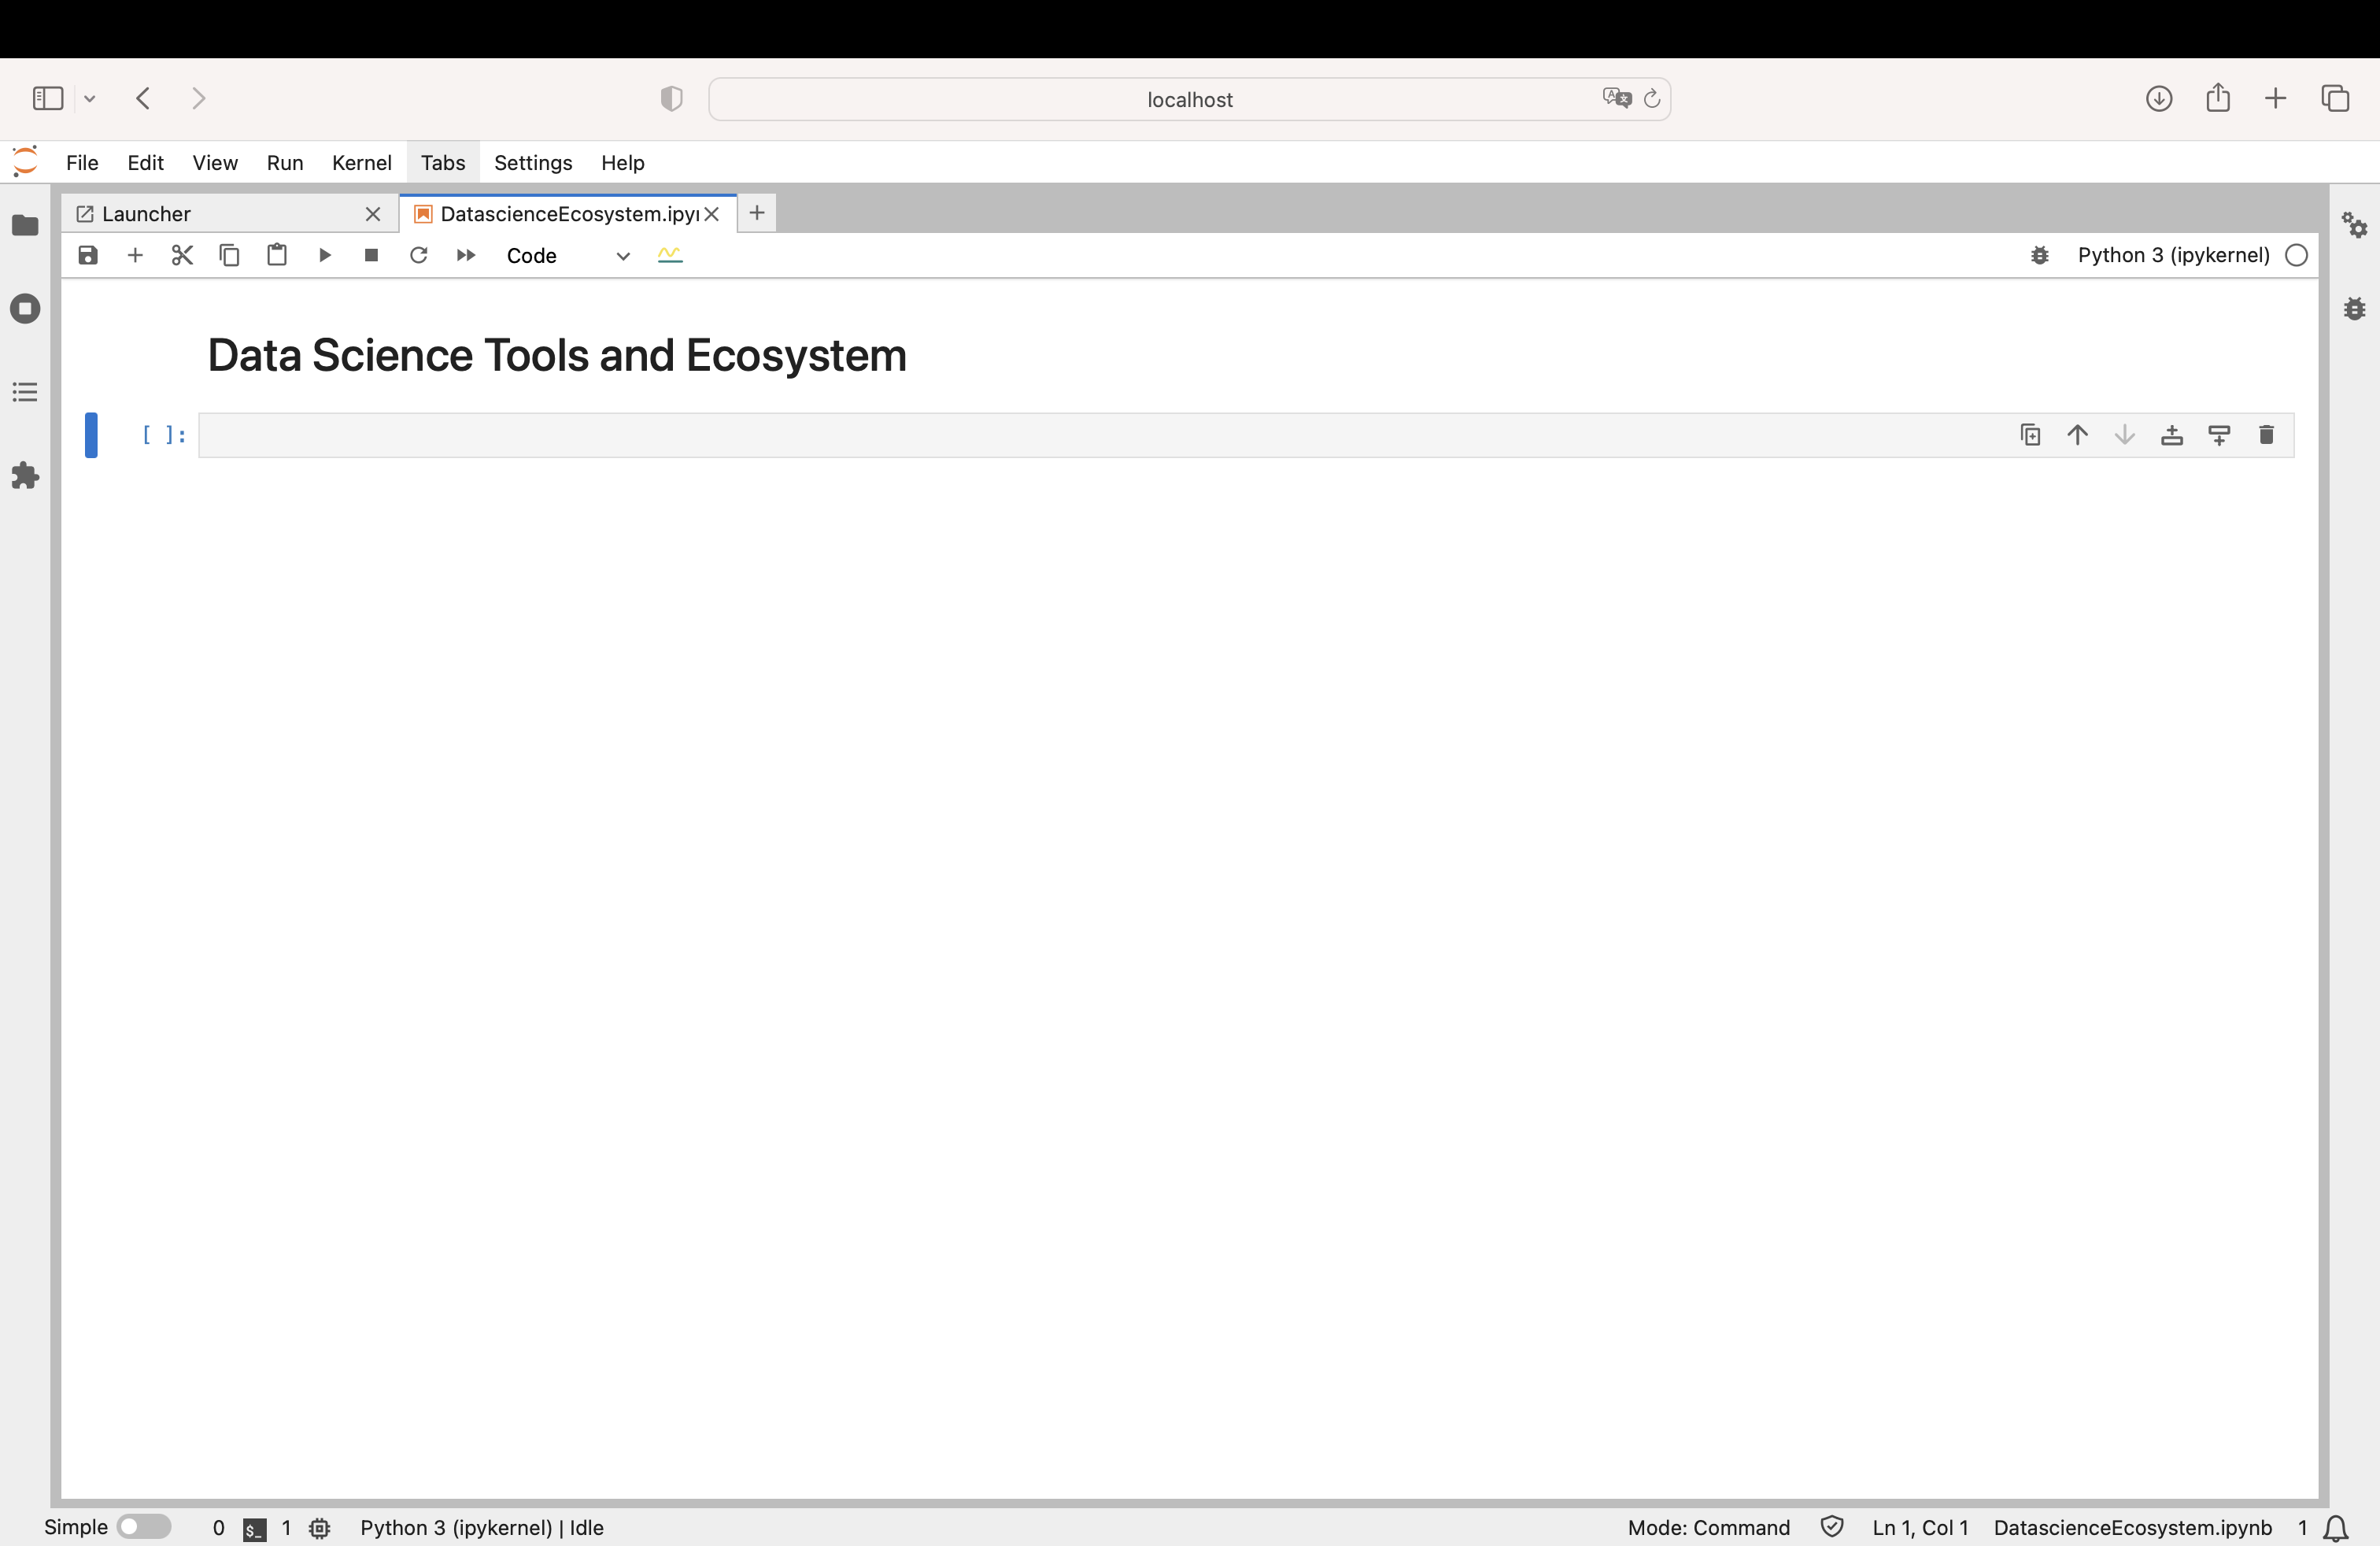 localhost
File Edit View Run Kernel Tabs Settings Help
Launcher DatascienceEcosystem.ipyn
Code Python 3 (ipykernel)
Data Science Tools and Ecosystem
[ ]:
Simple 0 $_ 1 Python 3 (ipykernel) | Idle Mode: Command Ln 1, Col 1 DatascienceEcosystem.ipynb 1